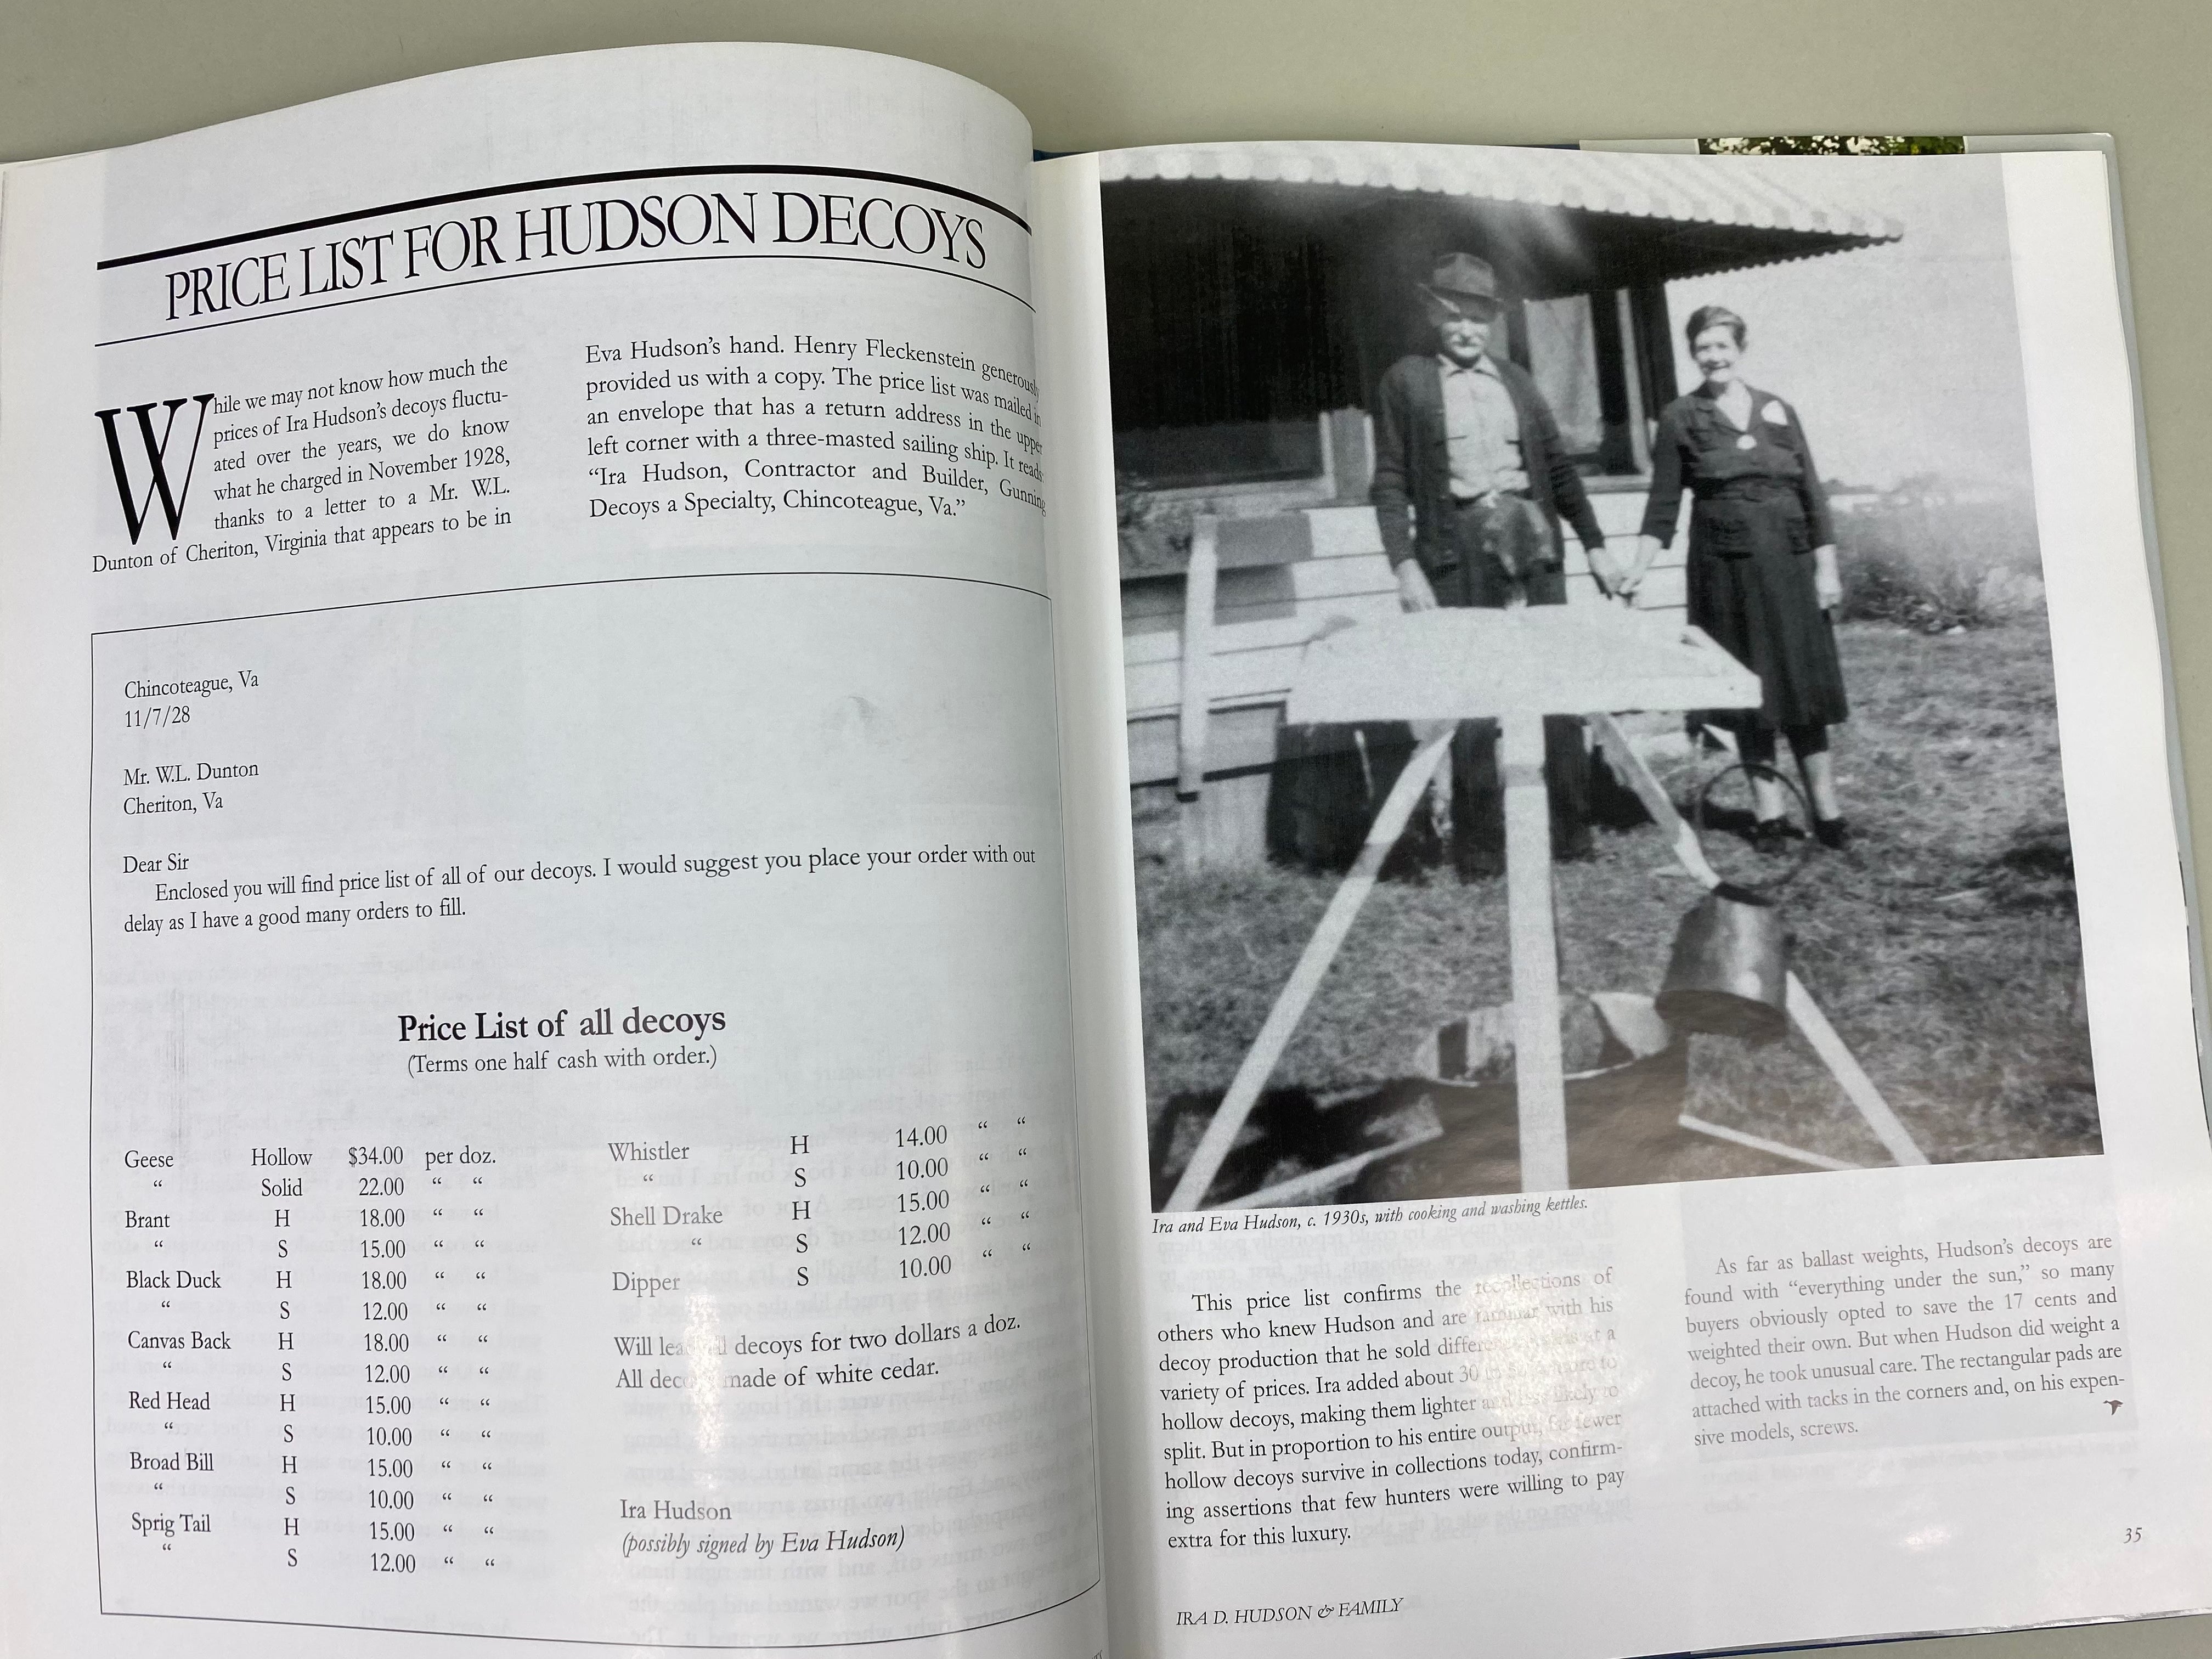 PRICE LIST FOR HUDSON DECOYS
While we may not know how much the
prices of Ira Hudson's decoys fluctu-
ated over the years, we do know
what he charged in November 1928,
thanks to a letter to a Mr. W.L.
Dunton of Cheriton, Virginia that appears to be in
Eva Hudson's hand. Henry Fleckenstein generously
provided us with a copy. The price list was mailed in
an envelope that has a return address in the upper
left corner with a three-masted sailing ship. It reads
“Ira Hudson, Contractor and Builder, Gunning
Decoys a Specialty, Chincoteague, Va.”
Chincoteague, Va
11/7/28
Mr. W.L. Dunton
Cheriton, Va
Dear Sir
Enclosed you will find price list of all of our decoys. I would suggest you place your order with out
delay as I have a good many orders to fill.
Price List of all decoys
(Terms one half cash with order.)
Geese Hollow $34.00 per doz.
“ Solid 22.00 “ “
Brant H 18.00 “ “
“ S 15.00 “ “
Black Duck H 18.00 “ “
“ S 12.00 “ “
Canvas Back H 18.00 “ “
“ S 12.00 “ “
Red Head H 15.00 “ “
“ S 10.00 “ “
Broad Bill H 15.00 “ “
“ S 10.00 “ “
Sprig Tail H 15.00 “ “
“ S 12.00 “ “
Whistler H 14.00 “ “
“ S 10.00 “ “
Shell Drake H 15.00 “ “
“ S 12.00 “ “
Dipper S 10.00 “ “
Will lead all decoys for two dollars a doz.
All decoys made of white cedar.
Ira Hudson
(possibly signed by Eva Hudson)
Ira and Eva Hudson, c. 1930s, with cooking and washing kettles.
This price list confirms the recollections of
others who knew Hudson and are familiar with his
decoy production that he sold different at a
variety of prices. Ira added about 30 to
hollow decoys, making them lighter and less likely to
split. But in proportion to his entire output, far fewer
hollow decoys survive in collections today, confirm-
ing assertions that few hunters were willing to pay
extra for this luxury.
As far as ballast weights, Hudson's decoys are
found with “everything under the sun,” so many
buyers obviously opted to save the 17 cents and
weighted their own. But when Hudson did weight a
decoy, he took unusual care. The rectangular pads are
attached with tacks in the corners and, on his expen-
sive models, screws.
35
IRA D. HUDSON & FAMILY